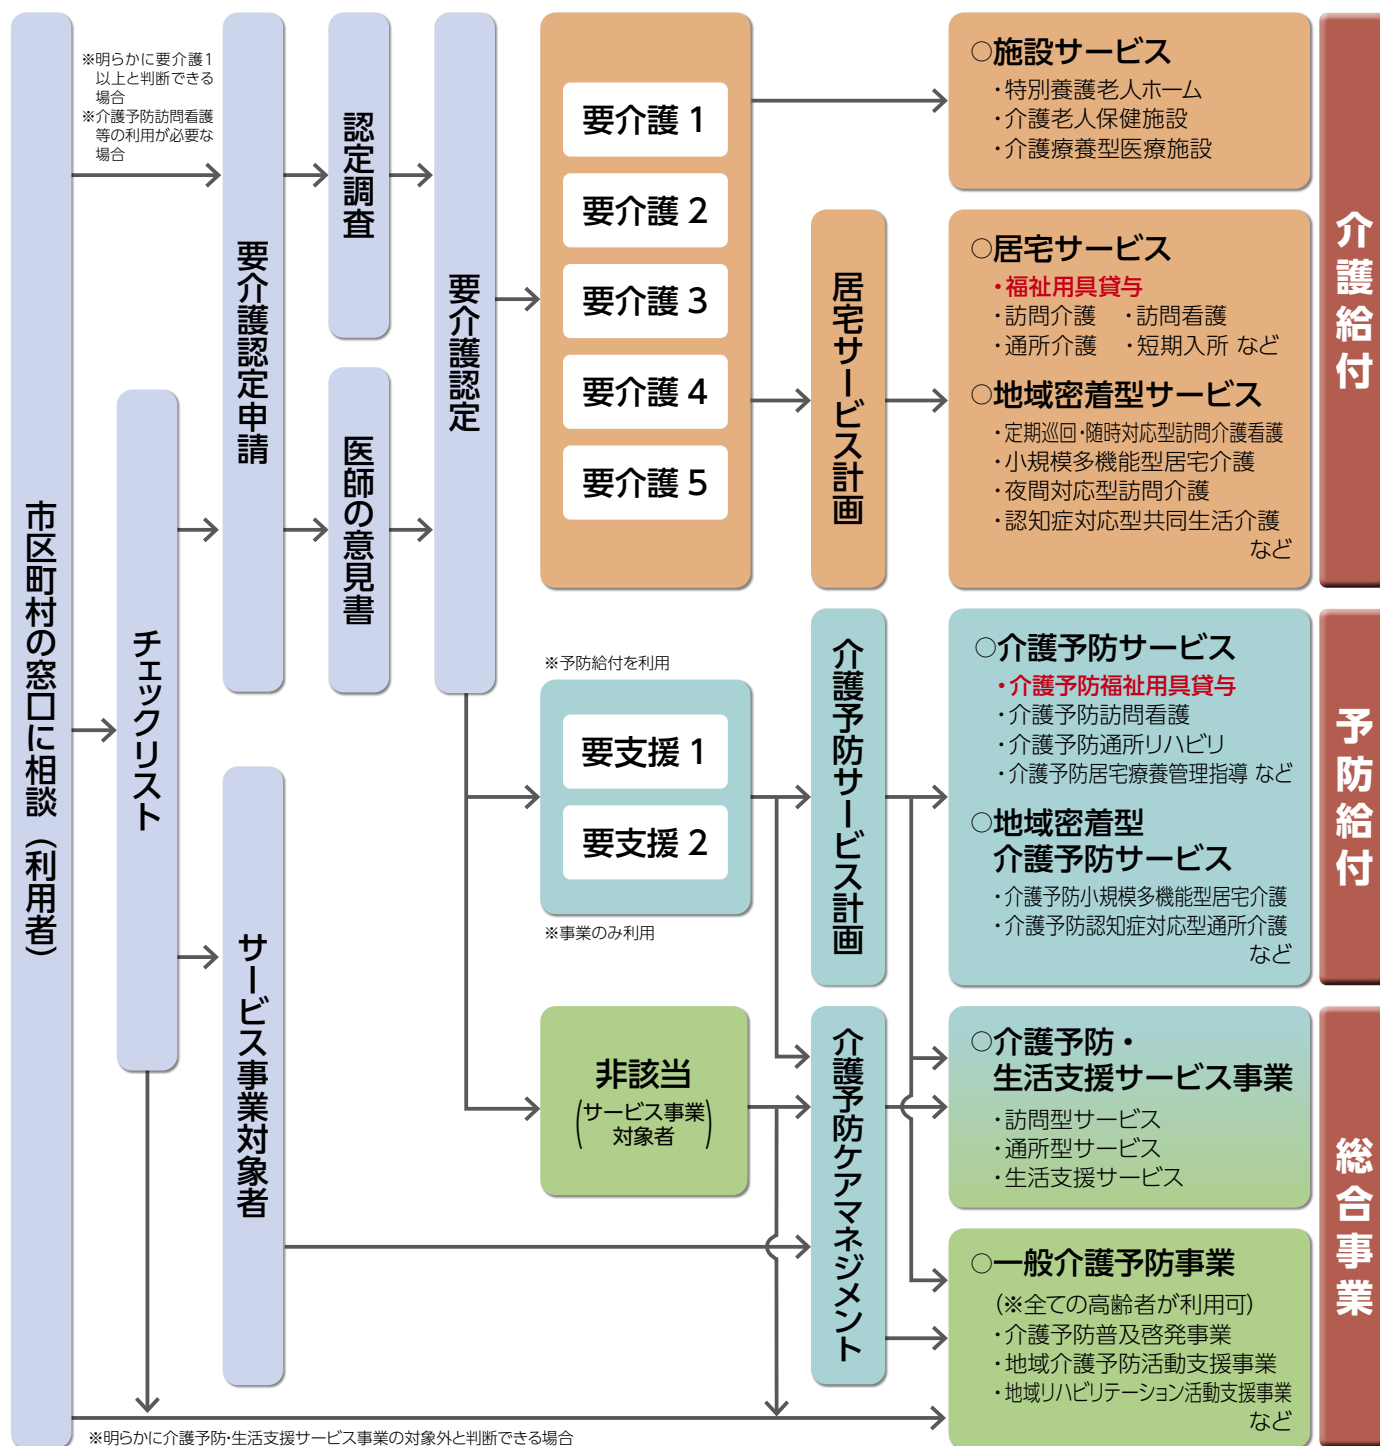 市区町村の窓口に相談（利用者）
※明らかに要介護1
以上と判断できる
場合
※介護予防訪問看護
等の利用が必要な
場合
チェックリスト
要介護認定申請
サービス事業対象者
認定調査
医師の意見書
要介護認定
要介護 1
要介護 2
要介護 3
要介護 4
要介護 5
※予防給付を利用
要支援 1
要支援 2
※事業のみ利用
非該当
(サービス事業
対象者)
居宅サービス計画
介護予防サービス計画
介護予防ケアマネジメント
○施設サービス
・特別養護老人ホーム
・介護老人保健施設
・介護療養型医療施設
○居宅サービス
・福祉用具貸与
・訪問介護 ・訪問看護
・通所介護 ・短期入所 など
○地域密着型サービス
・定期巡回・随時対応型訪問介護看護
・小規模多機能型居宅介護
・夜間対応型訪問介護
・認知症対応型共同生活介護
など
介護給付
○介護予防サービス
・介護予防福祉用具貸与
・介護予防訪問看護
・介護予防通所リハビリ
・介護予防居宅療養管理指導 など
○地域密着型
介護予防サービス
・介護予防小規模多機能型居宅介護
・介護予防認知症対応型通所介護
など
予防給付
○介護予防・
生活支援サービス事業
・訪問型サービス
・通所型サービス
・生活支援サービス
○一般介護予防事業
(※全ての高齢者が利用可)
・介護予防普及啓発事業
・地域介護予防活動支援事業
・地域リハビリテーション活動支援事業
など
総合事業
※明らかに介護予防・生活支援サービス事業の対象外と判断できる場合